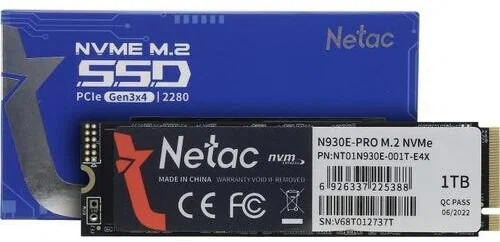 NVME M.2
SSD
PCIe Gen3x4 2280
Netac
Netac
nvm EXPRESS
MADE IN CHINA WARRANTY VOID IF REMOVED
CE FC
N930E-PRO M.2 NVMe
PN:NT01N930E-001T-E4X
6 926337 225388
SN:V68T012737T
1TB
QC PASS
06/2022